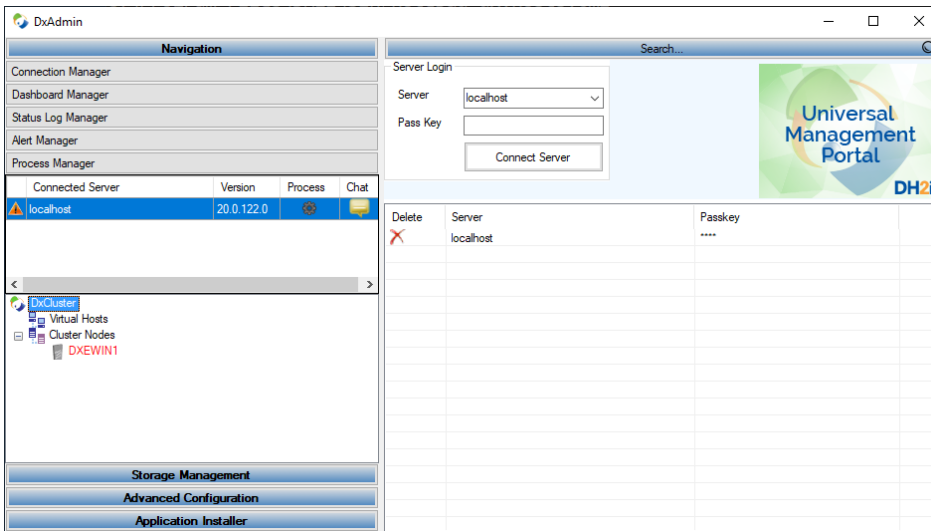 DxAdmin
Navigation
Connection Manager
Dashboard Manager
Status Log Manager
Alert Manager
Process Manager
Connected Server Version Process Chat
localhost 20.0.122.0
DxCluster
Virtual Hosts
Cluster Nodes
DXEWIN1
Storage Management
Advanced Configuration
Application Installer
Search...
Server Login
Server localhost
Pass Key
Connect Server
Universal
Management
Portal
DH2i
Delete Server Passkey
localhost ****